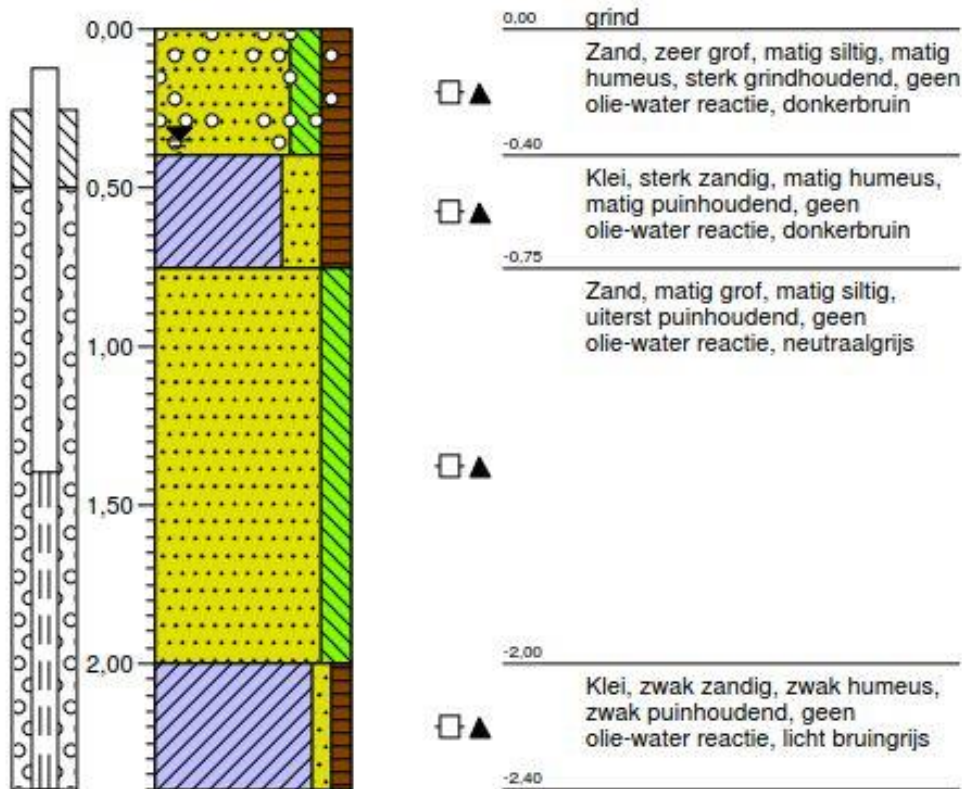 0,00
0,50
1,00
1,50
2,00
0,00 grind
Zand, zeer grof, matig siltig, matig
humeus, sterk grindhoudend, geen
olie-water reactie, donkerbruin
-0,40
Klei, sterk zandig, matig humeus,
matig puinhoudend, geen
olie-water reactie, donkerbruin
-0,75
Zand, matig grof, matig siltig,
uiterst puinhoudend, geen
olie-water reactie, neutraalgrijs
-2,00
Klei, zwak zandig, zwak humeus,
zwak puinhoudend, geen
olie-water reactie, licht bruingrijs
-2,40